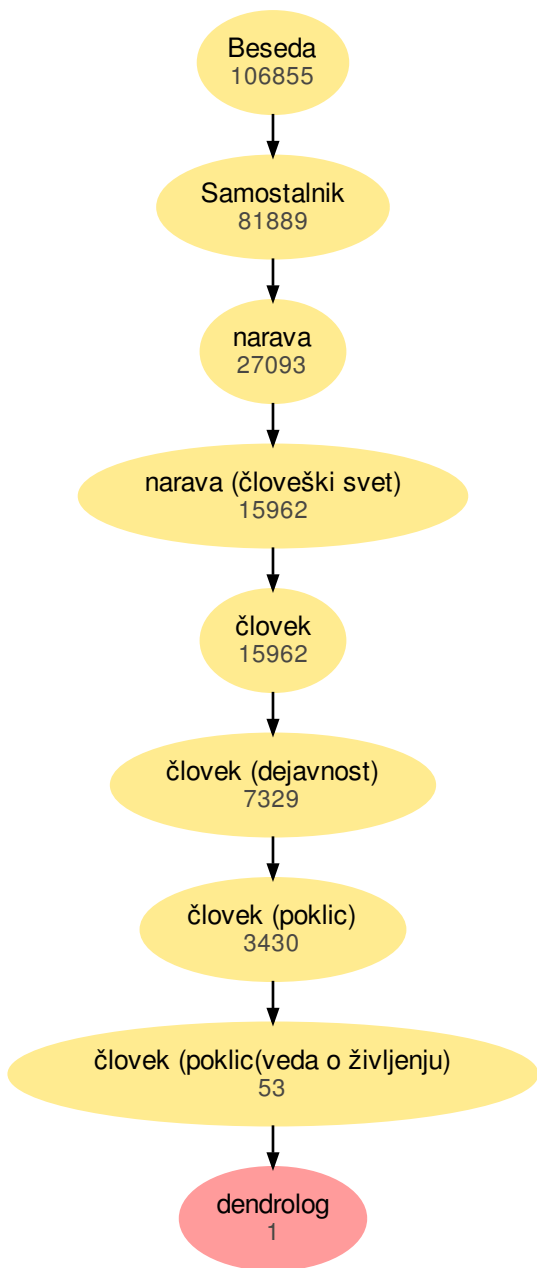 Beseda
106855
Samostalnik
81889
narava
27093
narava (človeški svet)
15962
človek
15962
človek (dejavnost)
7329
človek (poklic)
3430
človek (poklic(veda o življenju)
53
dendrolog
1